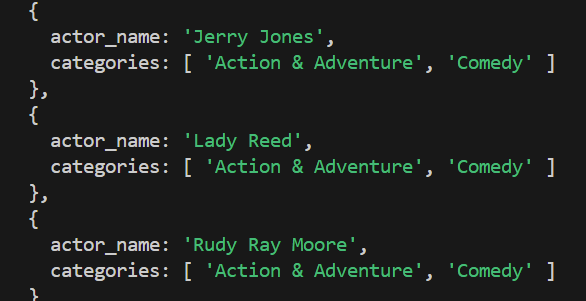 {
actor_name: 'Jerry Jones',
categories: [ 'Action & Adventure', 'Comedy' ]
},
{
actor_name: 'Lady Reed',
categories: [ 'Action & Adventure', 'Comedy' ]
},
{
actor_name: 'Rudy Ray Moore',
categories: [ 'Action & Adventure', 'Comedy' ]
}